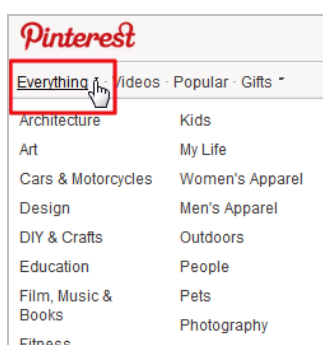 Pinterest
Everything · Videos · Popular · Gifts
Architecture
Art
Cars & Motorcycles
Design
DIY & Crafts
Education
Film, Music &
Books
Fitness
Kids
My Life
Women's Apparel
Men's Apparel
Outdoors
People
Pets
Photography